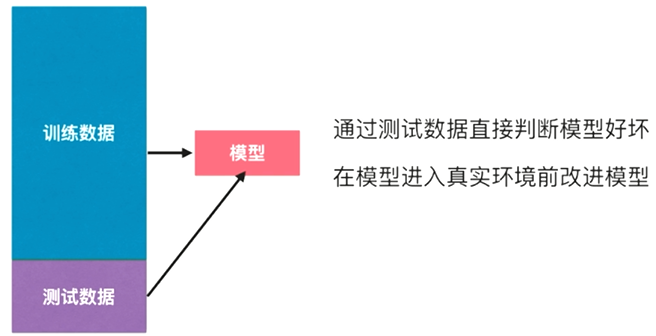 训练数据
模型
通过测试数据直接判断模型好坏
在模型进入真实环境前改进模型
测试数据